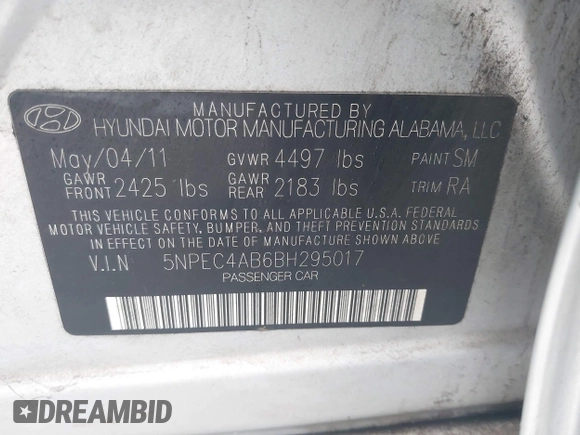 MANUFACTURED BY
HYUNDAI MOTOR MANUFACTURING ALABAMA, LLC
May/04/11 GVWR 4497 lbs PAINT SM
GAWR FRONT 2425 lbs GAWR REAR 2183 lbs TRIM RA
THIS VEHICLE CONFORMS TO ALL APPLICABLE U.S.A. FEDERAL
MOTOR VEHICLE SAFETY, BUMPER, AND THEFT PREVENTION STANDARDS
IN EFFECT ON THE DATE OF MANUFACTURE SHOWN ABOVE.
V.I.N 5NPEC4AB6BH295017
PASSENGER CAR
DREAMBID